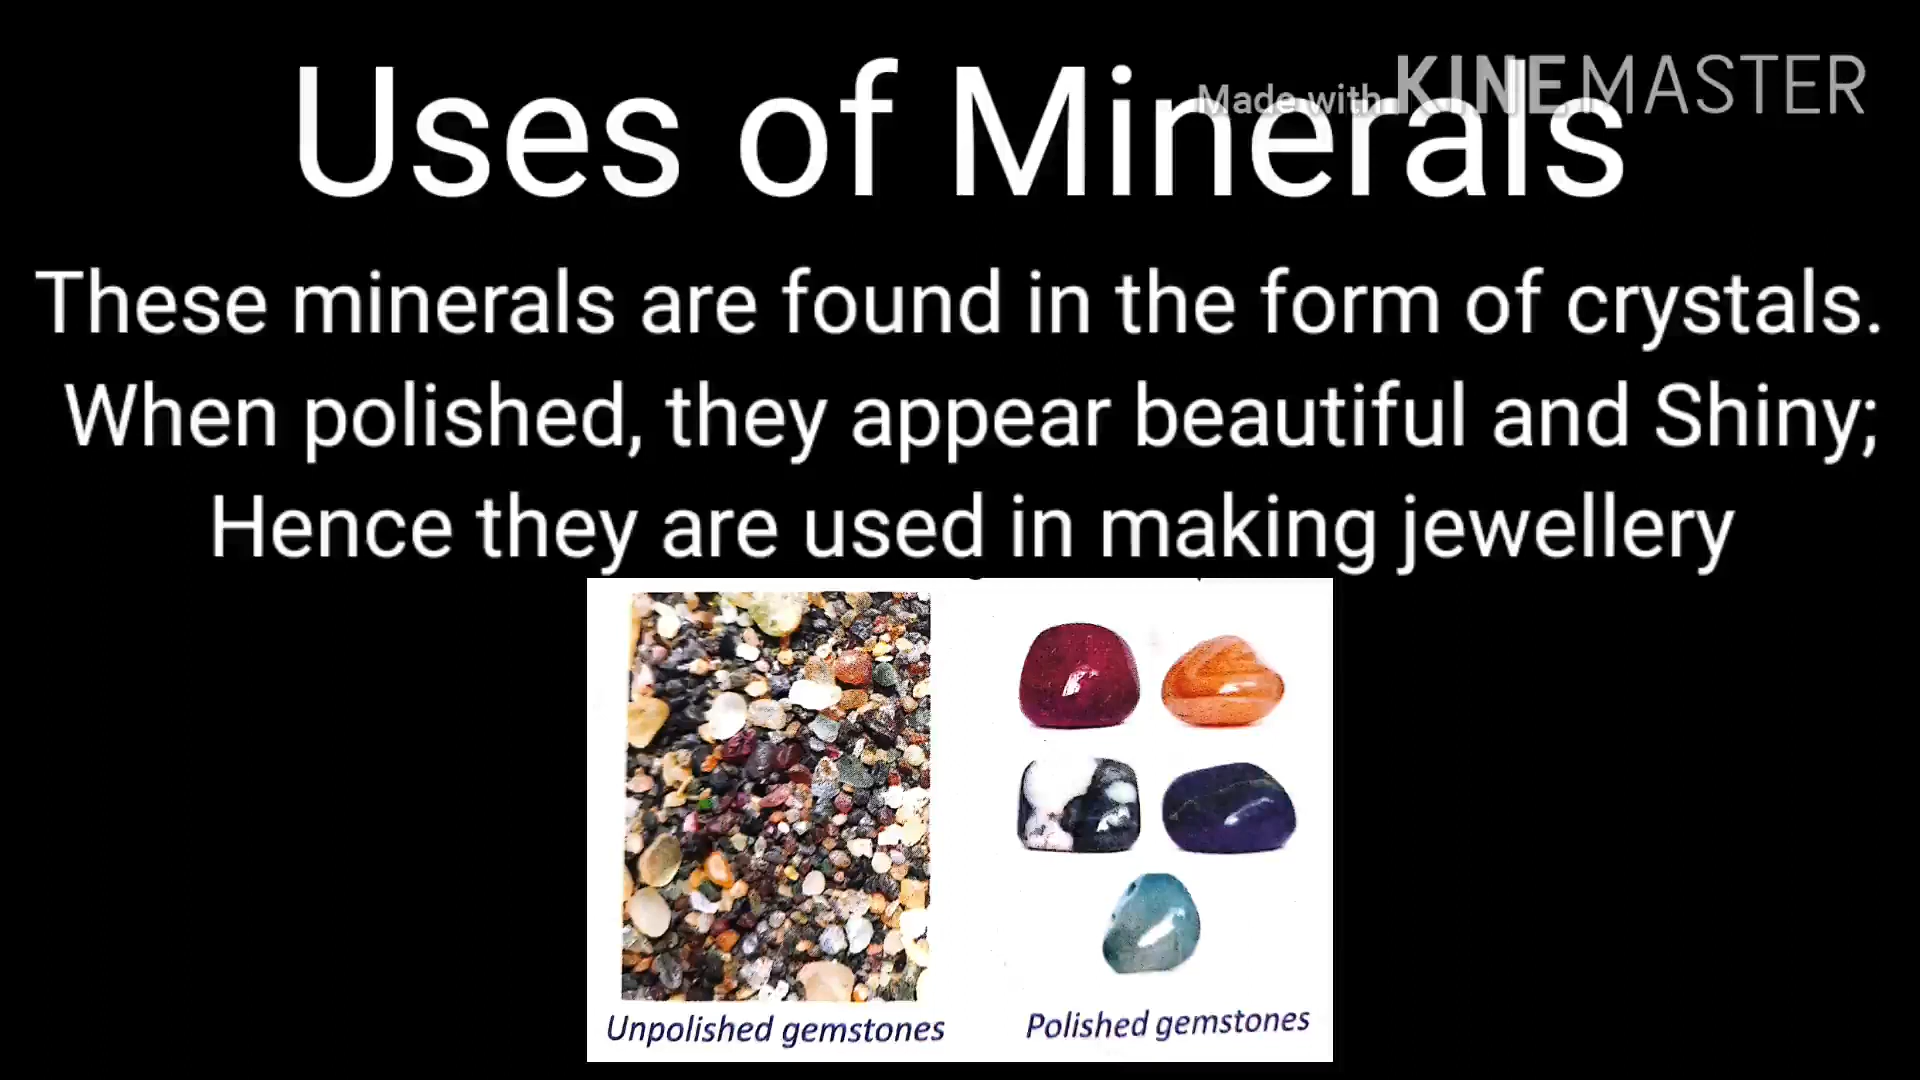 Uses of Minerals
Made with KINEMASTER
These minerals are found in the form of crystals.
When polished, they appear beautiful and Shiny;
Hence they are used in making jewellery
Unpolished gemstones
Polished gemstones